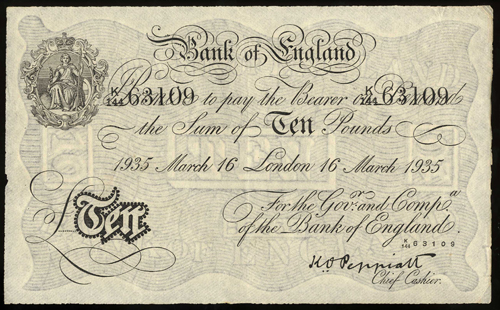 Bank of England
K/144 63109 K/144 63109
I Promise to pay the Bearer on Demand
the Sum of Ten Pounds
1935 March 16 London 16 March 1935
For the Govr. and Compa.
of the Bank of England.
£Ten
K/144 63109
K O Peppiatt
Chief Cashier.